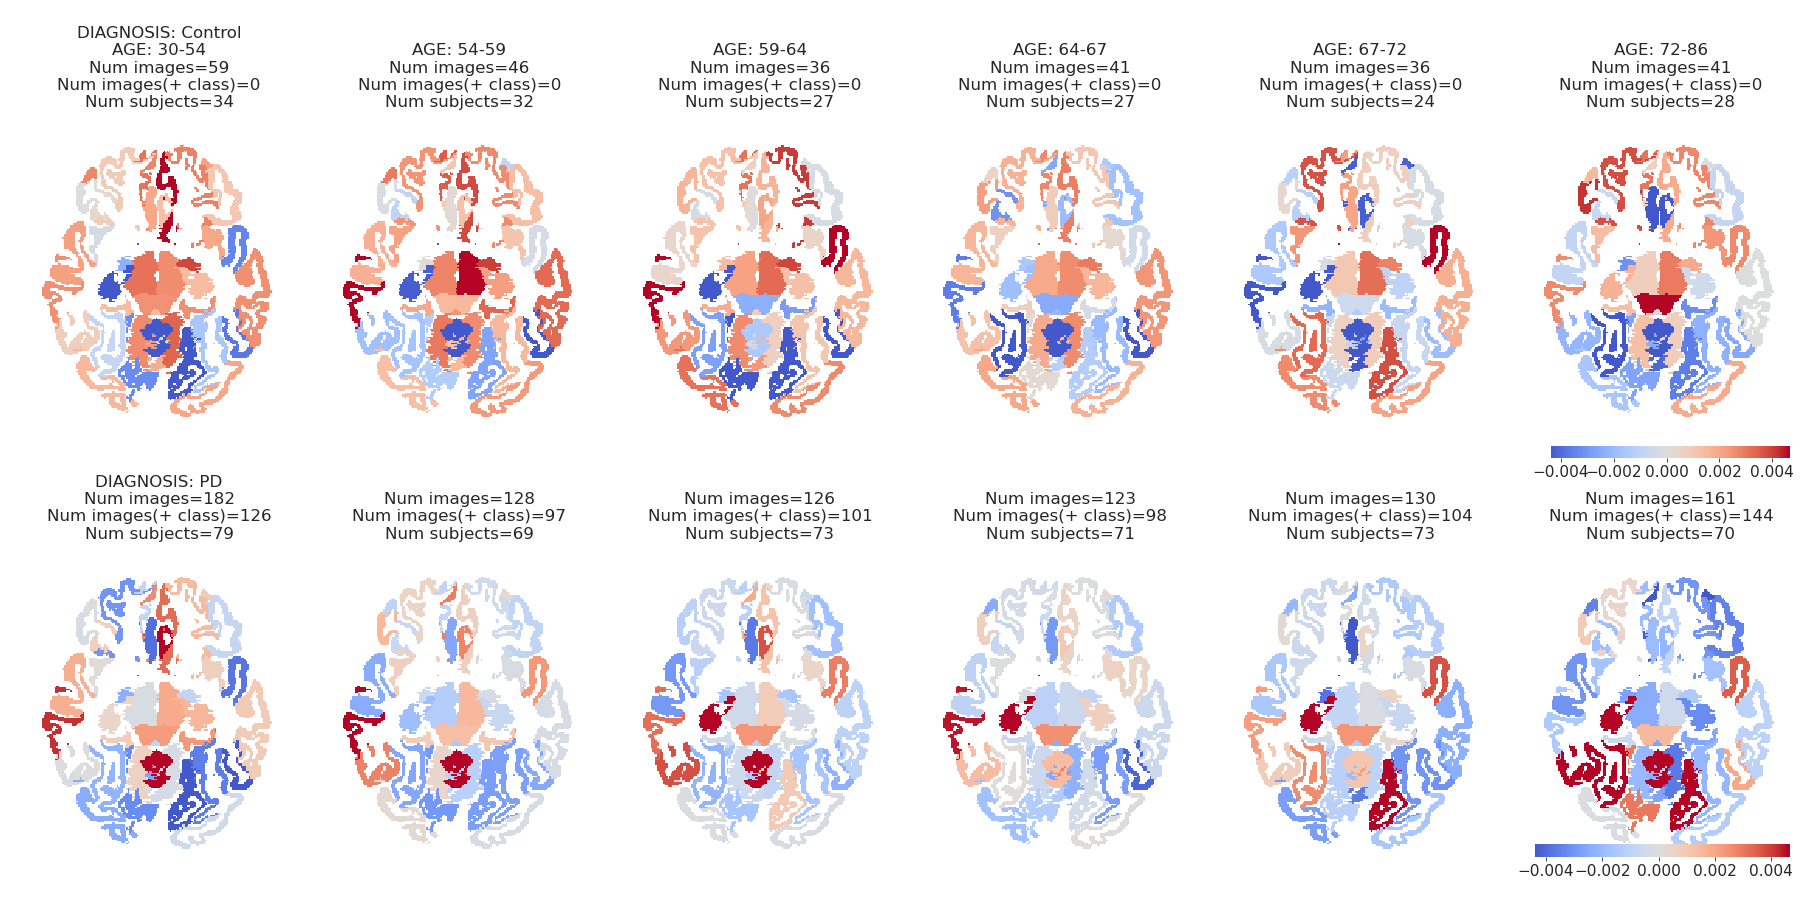 DIAGNOSIS: Control
AGE: 30-54
Num images=59
Num images(+ class)=0
Num subjects=34
AGE: 54-59
Num images=46
Num images(+ class)=0
Num subjects=32
AGE: 59-64
Num images=36
Num images(+ class)=0
Num subjects=27
AGE: 64-67
Num images=41
Num images(+ class)=0
Num subjects=27
AGE: 67-72
Num images=36
Num images(+ class)=0
Num subjects=24
AGE: 72-86
Num images=41
Num images(+ class)=0
Num subjects=28
−0.004 −0.002 0.000 0.002 0.004
DIAGNOSIS: PD
Num images=182
Num images(+ class)=126
Num subjects=79
Num images=128
Num images(+ class)=97
Num subjects=69
Num images=126
Num images(+ class)=101
Num subjects=73
Num images=123
Num images(+ class)=98
Num subjects=71
Num images=130
Num images(+ class)=104
Num subjects=73
Num images=161
Num images(+ class)=144
Num subjects=70
−0.004 −0.002 0.000 0.002 0.004